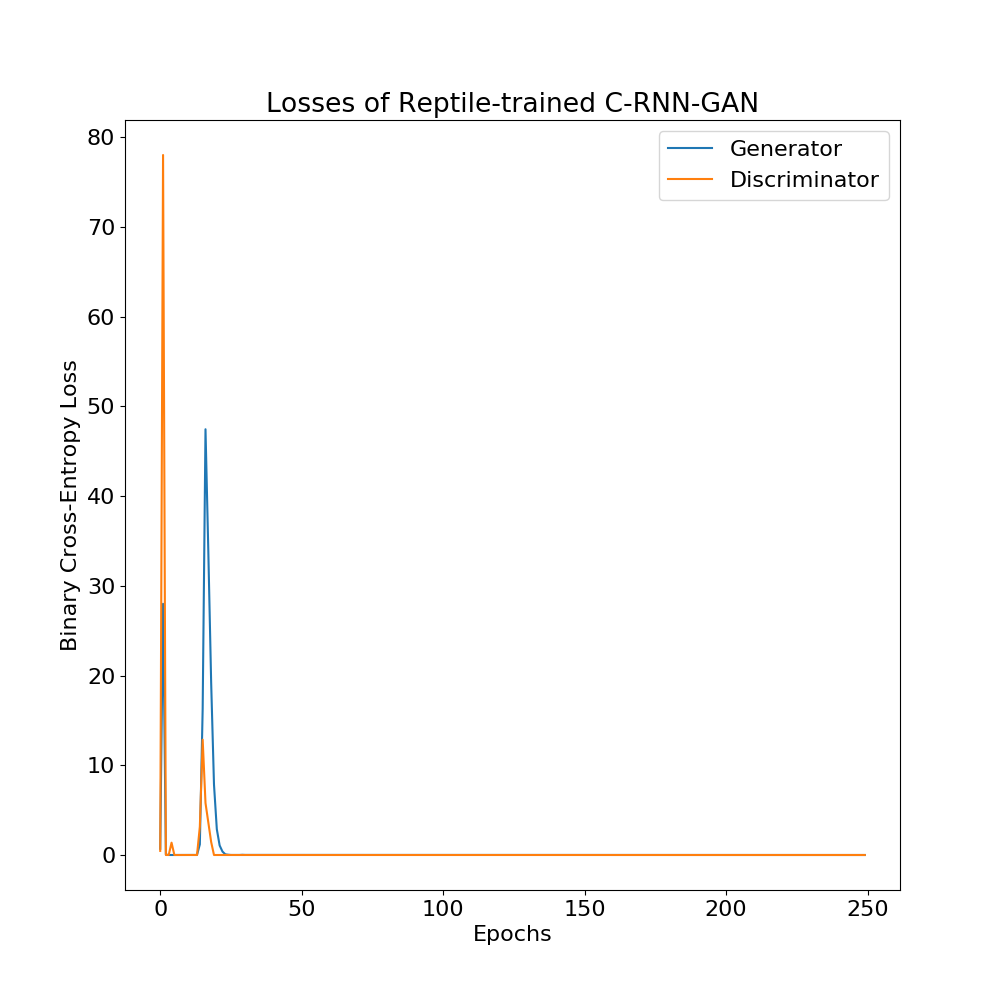 Losses of Reptile-trained C-RNN-GAN
Generator
Discriminator
80
70
60
50
40
30
20
10
0
Binary Cross-Entropy Loss
0 50 100 150 200 250
Epochs